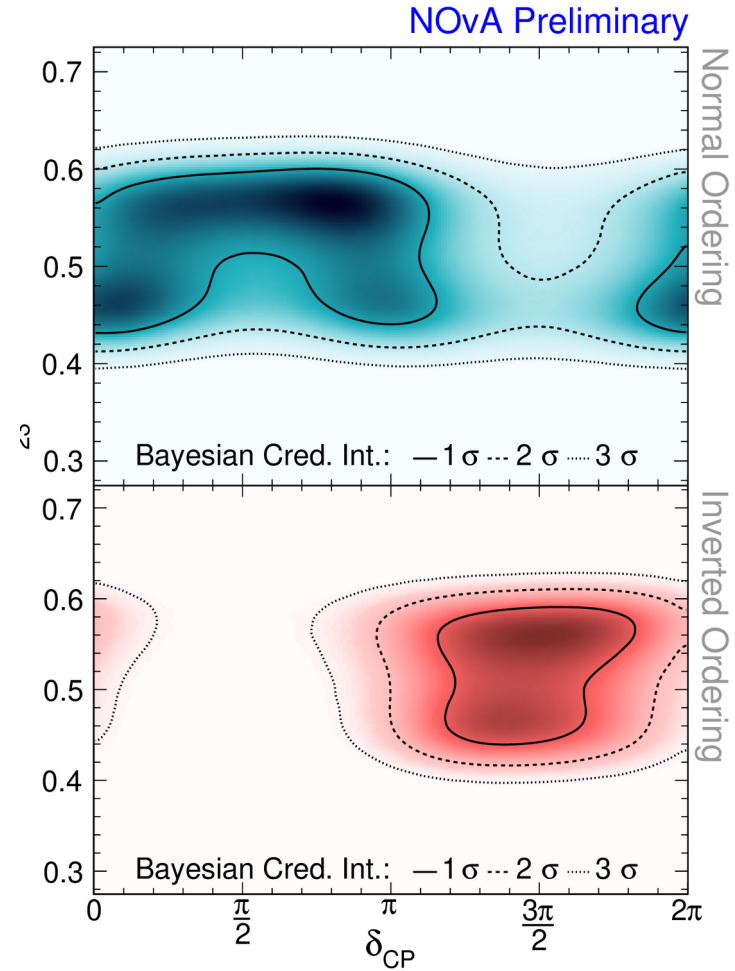 NOvA Preliminary
Normal Ordering
0.7
0.6
0.5
0.4
0.3
Bayesian Cred. Int.: 1 σ 2 σ 3 σ
Inverted Ordering
0.7
0.6
0.5
0.4
0.3
Bayesian Cred. Int.: 1 σ 2 σ 3 σ
0 π/2 π 3π/2 2π
δCP